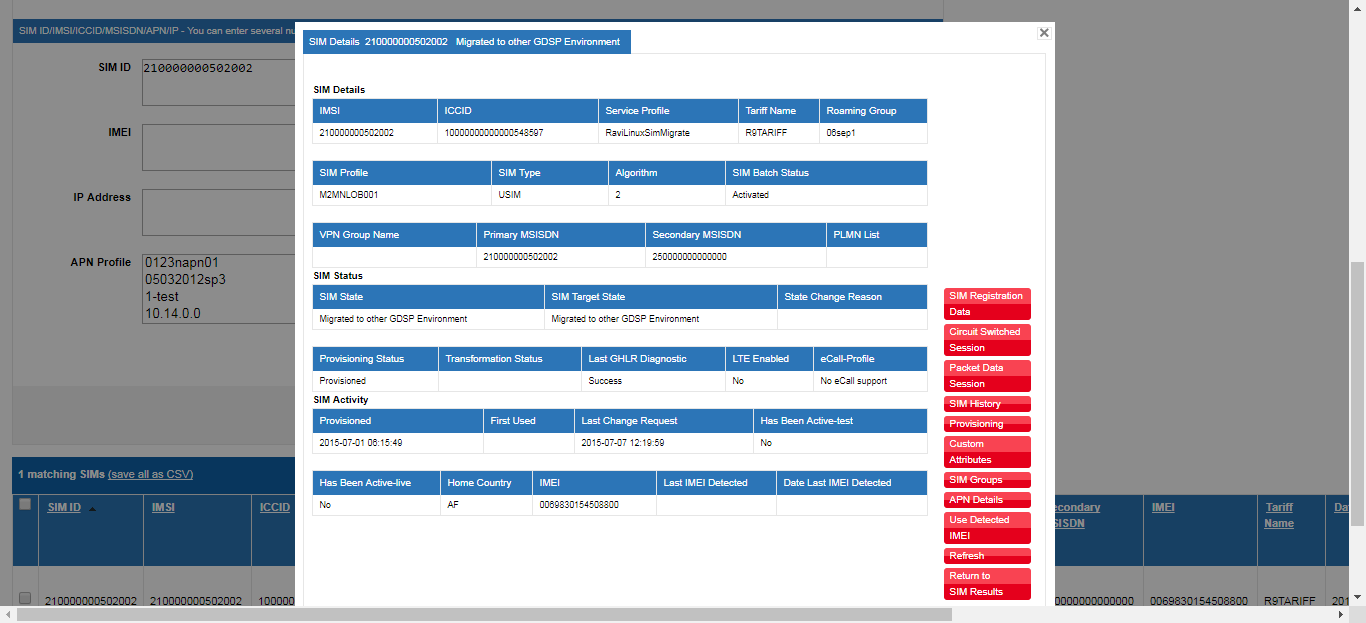 SIM ID/IMSI/ICCID/MSISDN/APN/IP - You can enter several nu
SIM ID 210000000502002
IMEI
IP Address
APN Profile 0123napn01
05032012sp3
1-test
10.14.0.0
1 matching SIMs (save all as CSV)
SIM ID IMSI ICCID
210000000502002 210000000502002 100000
SIM Details 210000000502002 Migrated to other GDSP Environment
SIM Details
IMSI ICCID Service Profile Tariff Name Roaming Group
210000000502002 10000000000000548597 RaviLinuxSimMigrate R9TARIFF 06sep1
SIM Profile SIM Type Algorithm SIM Batch Status
M2MNLOB001 USIM 2 Activated
VPN Group Name Primary MSISDN Secondary MSISDN PLMN List
210000000502002 250000000000000
SIM Status
SIM State SIM Target State State Change Reason
Migrated to other GDSP Environment Migrated to other GDSP Environment
Provisioning Status Transformation Status Last GHLR Diagnostic LTE Enabled eCall-Profile
Provisioned Success No No eCall support
SIM Activity
Provisioned First Used Last Change Request Has Been Active-test
2015-07-01 06:15:49 2015-07-07 12:19:59 No
Has Been Active-live Home Country IMEI Last IMEI Detected Date Last IMEI Detected
No AF 0069830154508800
SIM Registration
Data
Circuit Switched
Session
Packet Data
Session
SIM History
Provisioning
Custom
Attributes
SIM Groups
APN Details
Use Detected
IMEI
Refresh
Return to
SIM Results
econdary IMEI Tariff Da
SISDN Name
0000000000000 0069830154508800 R9TARIFF 201